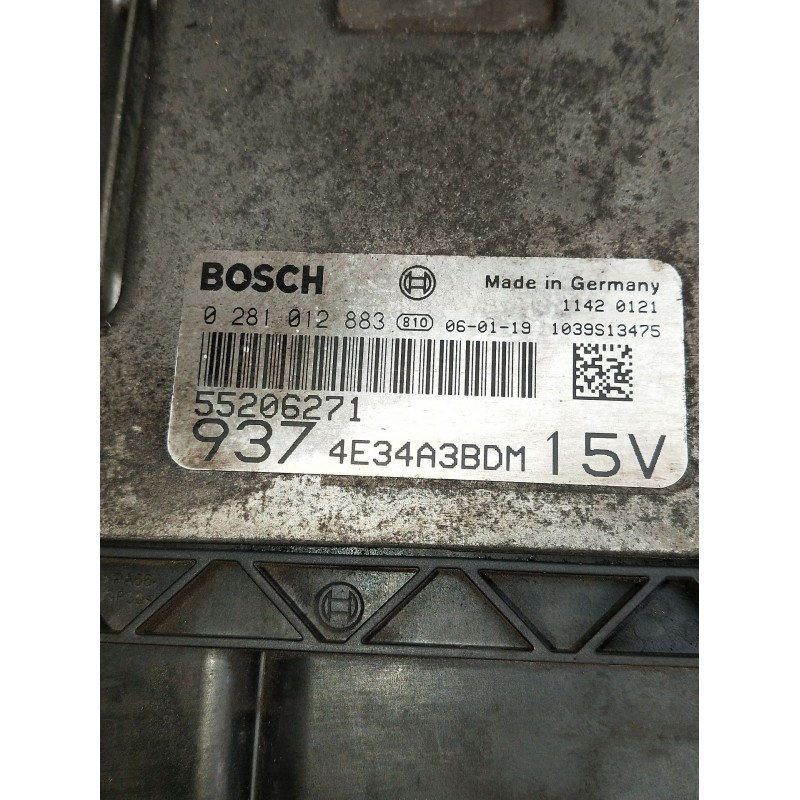 BOSCH Made in Germany
1142 0121
0 281 012 883 810 06-01-19 1039S13475
55206271
937 4E34A3BDM 15V